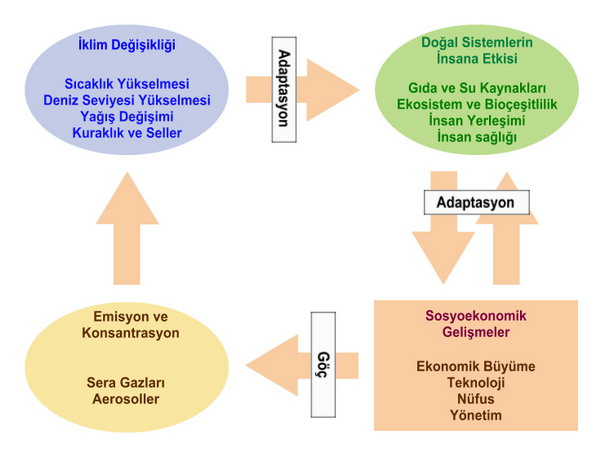 İklim Değişikliği
Sıcaklık Yükselmesi
Deniz Seviyesi Yükselmesi
Yağış Değişimi
Kuraklık ve Seller
Adaptasyon
Doğal Sistemlerin
İnsana Etkisi
Gıda ve Su Kaynakları
Ekosistem ve Bioçeşitlilik
İnsan Yerleşimi
İnsan sağlığı
Adaptasyon
Emisyon ve
Konsantrasyon
Sera Gazları
Aerosoller
Göç
Sosyoekonomik
Gelişmeler
Ekonomik Büyüme
Teknoloji
Nüfus
Yönetim